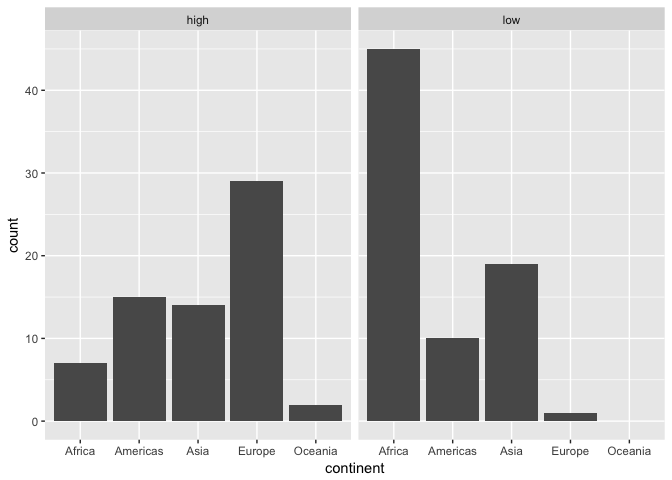 high low
count
40
30
20
10
0
Africa Americas Asia Europe Oceania Africa Americas Asia Europe Oceania
continent